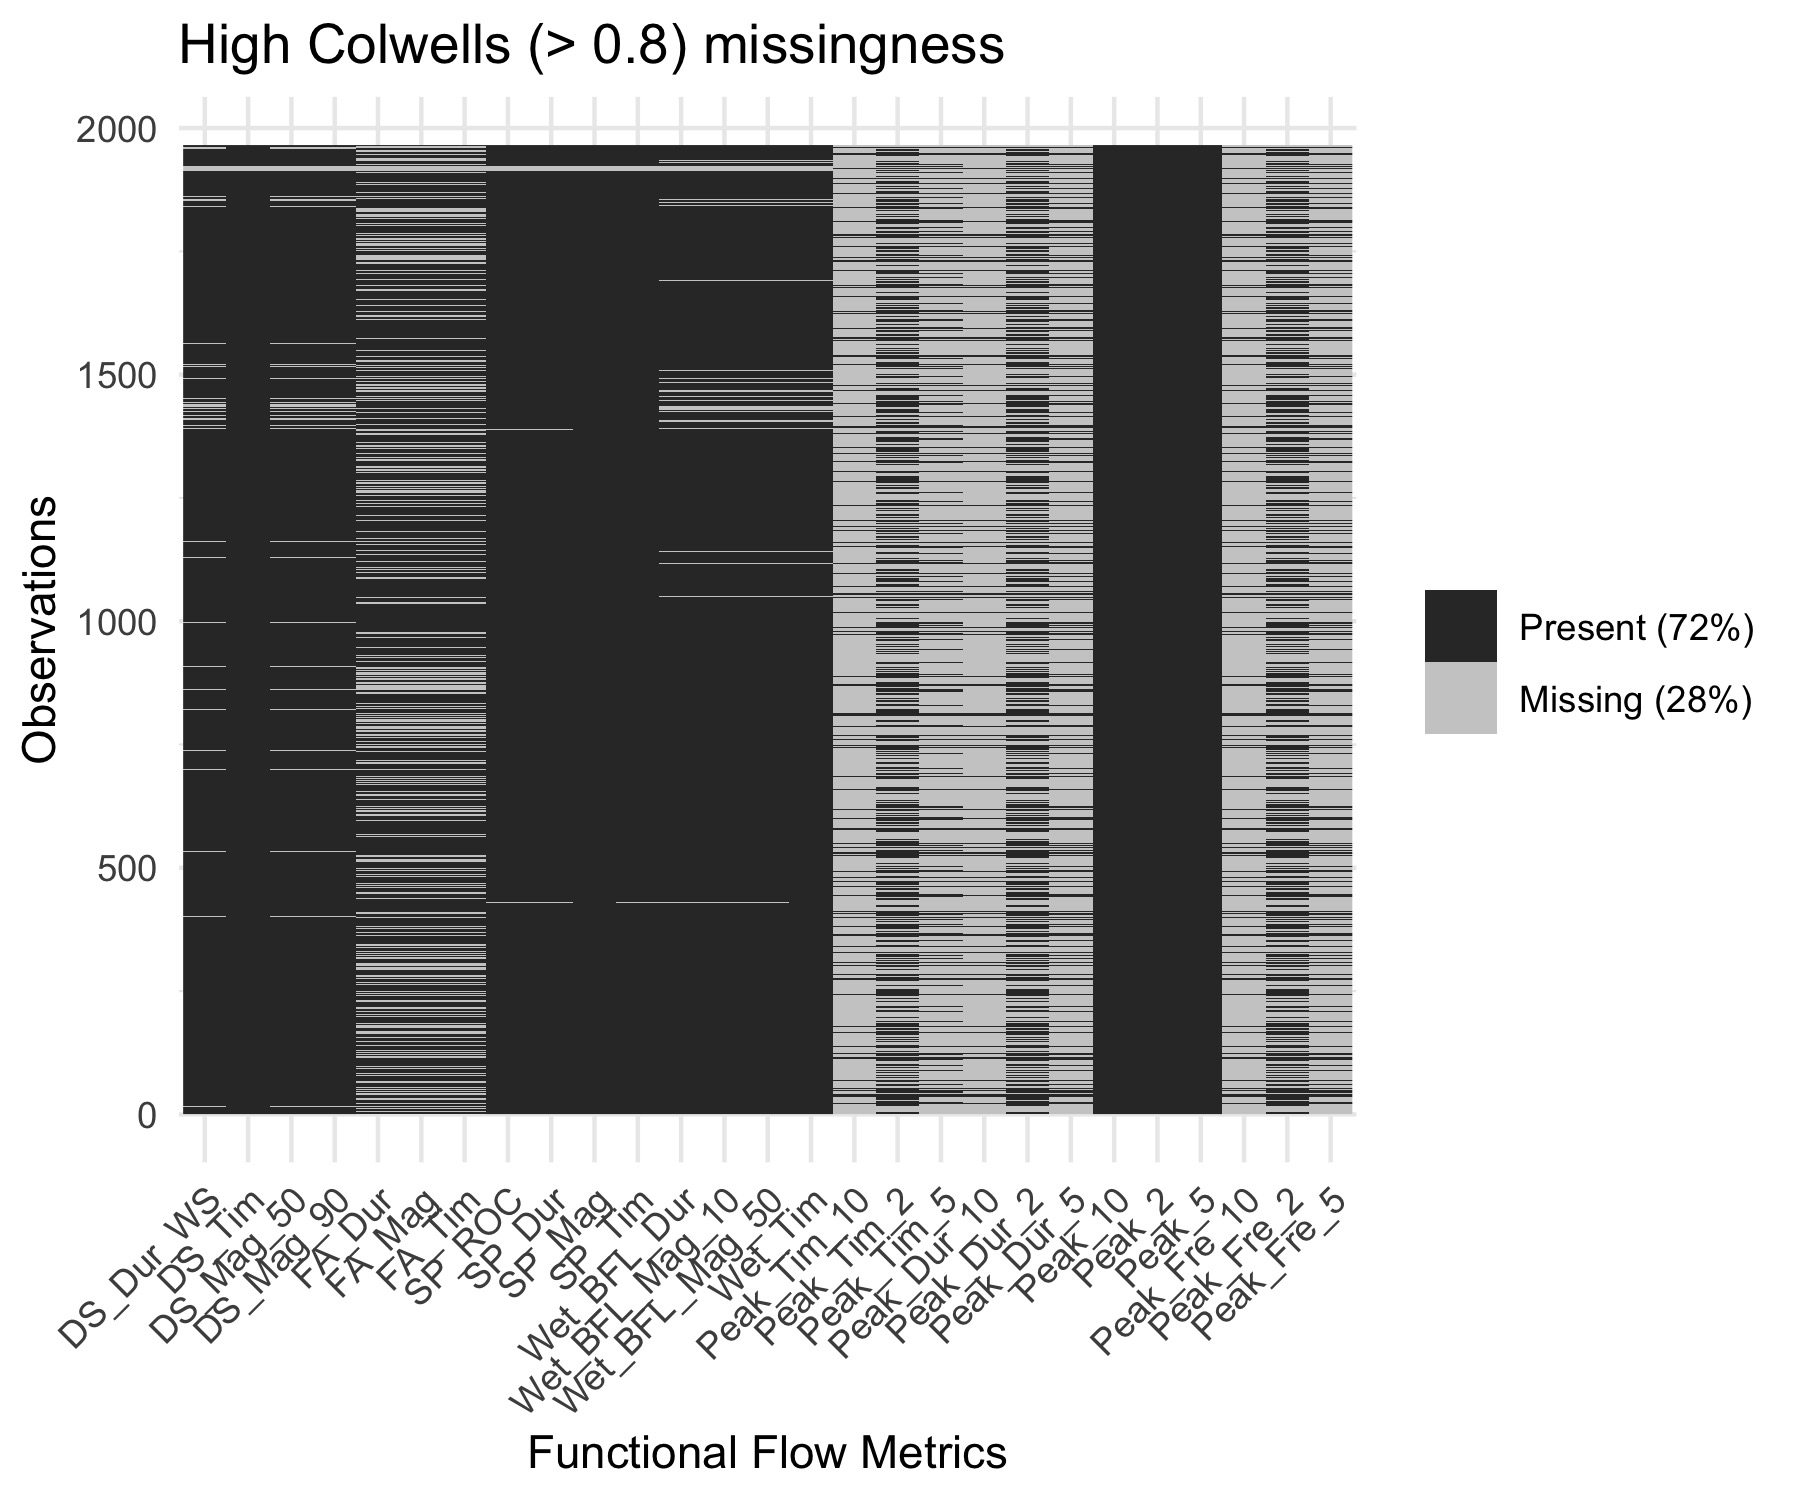 High Colwells (> 0.8) missingness
2000
1500
1000
500
0
Observations
Present (72%)
Missing (28%)
DS_Dur_WS
DS_Tim
DS_Mag_50
DS_Mag_90
FA_Dur
FA_Mag
FA_Tim
SP_ROC
SP_Dur
SP_Mag
SP_Tim
Wet_BFL_Dur
Wet_BFL_Mag_10
Wet_BFL_Mag_50
Wet_Tim
Peak_Tim_10
Peak_Tim_2
Peak_Tim_5
Peak_Dur_10
Peak_Dur_2
Peak_Dur_5
Peak_10
Peak_2
Peak_5
Peak_Fre_10
Peak_Fre_2
Peak_Fre_5
Functional Flow Metrics